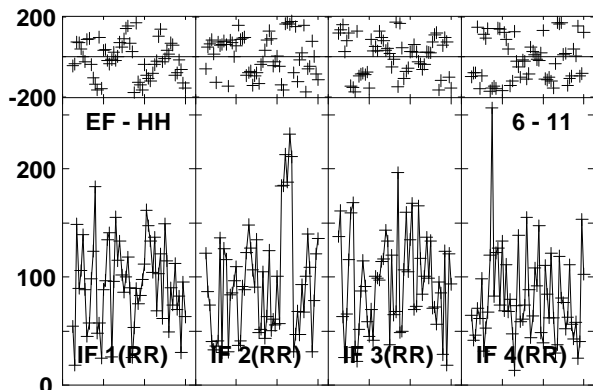 200
-200
EF - HH
6 - 11
200
100
0
IF 1(RR)
IF 2(RR)
IF 3(RR)
IF 4(RR)